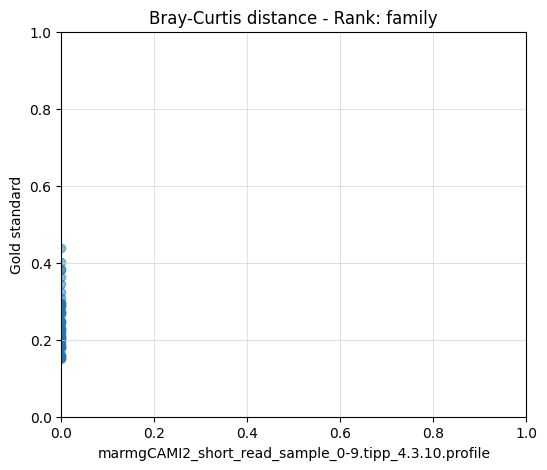 Bray-Curtis distance - Rank: family
1.0
0.8
0.6
0.4
0.2
0.0
Gold standard
0.0 0.2 0.4 0.6 0.8 1.0
marmgCAMI2_short_read_sample_0-9.tipp_4.3.10.profile